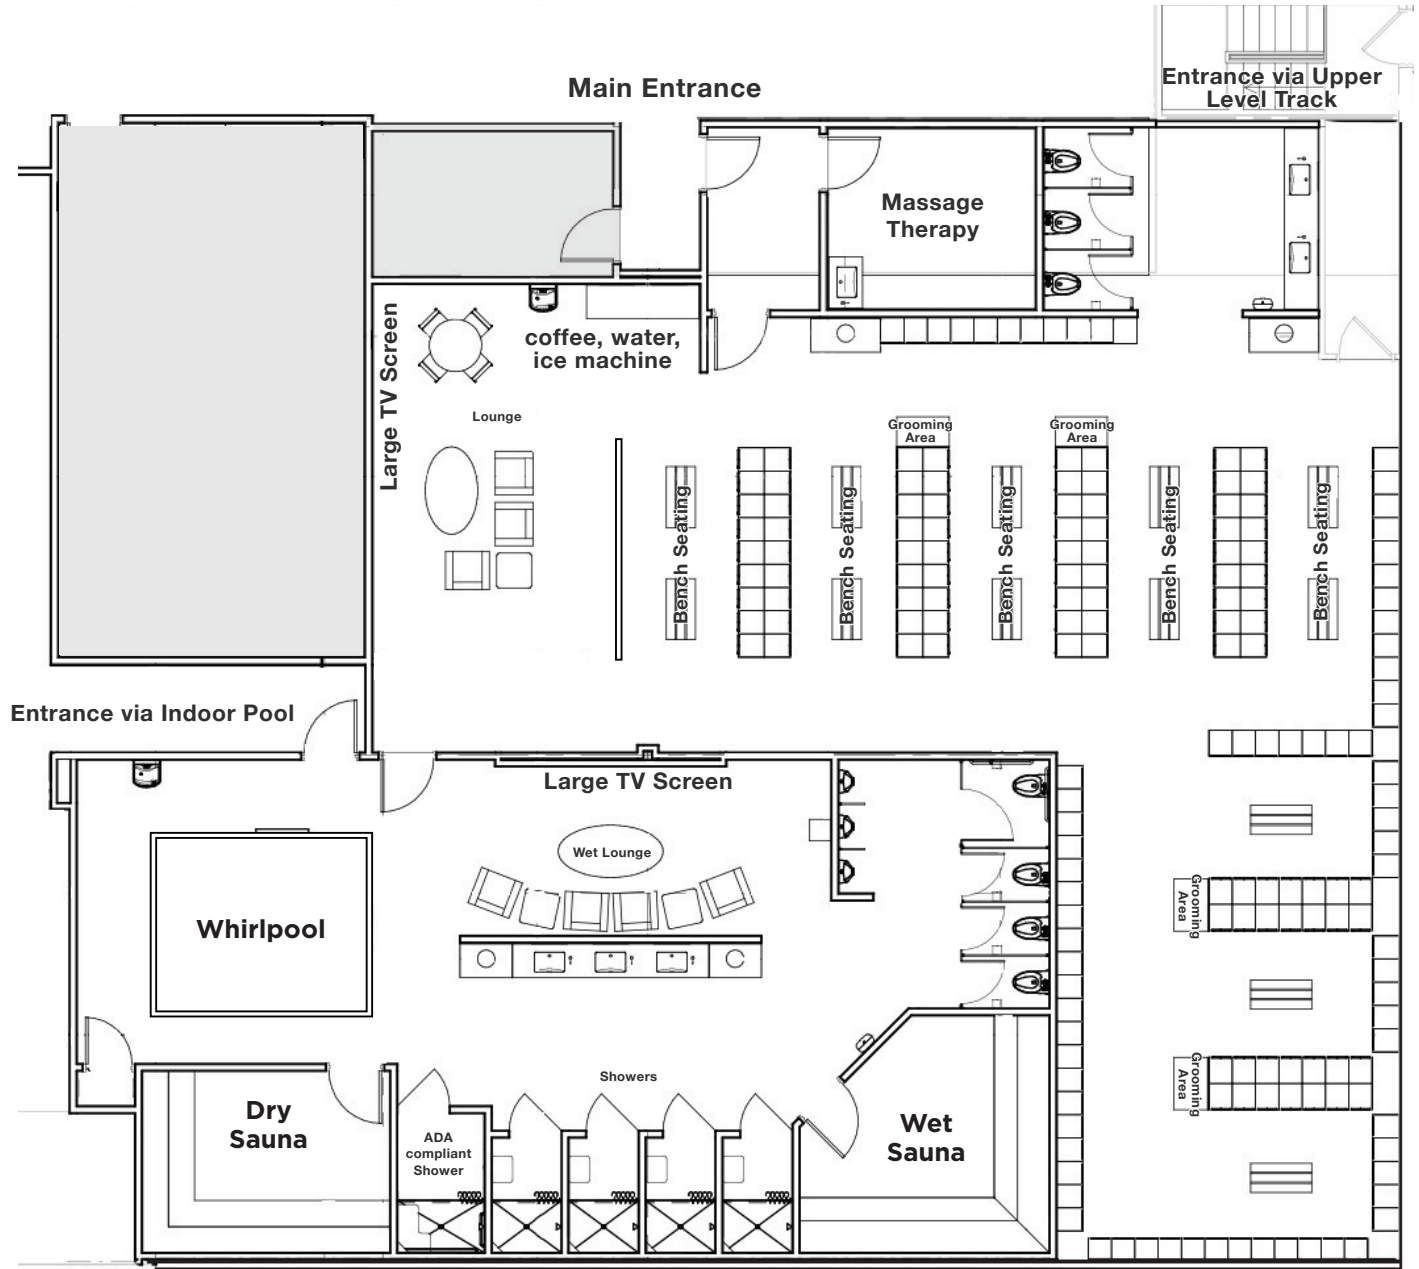 Main Entrance
Entrance via Upper
Level Track
Massage
Therapy
Large TV Screen
coffee, water,
ice machine
Lounge
Grooming
Area
Grooming
Area
Bench Seating
Bench Seating
Bench Seating
Bench Seating
Bench Seating
Entrance via Indoor Pool
Large TV Screen
Wet Lounge
Whirlpool
Grooming
Area
Grooming
Area
Showers
Dry
Sauna
ADA
compliant
Shower
Wet
Sauna